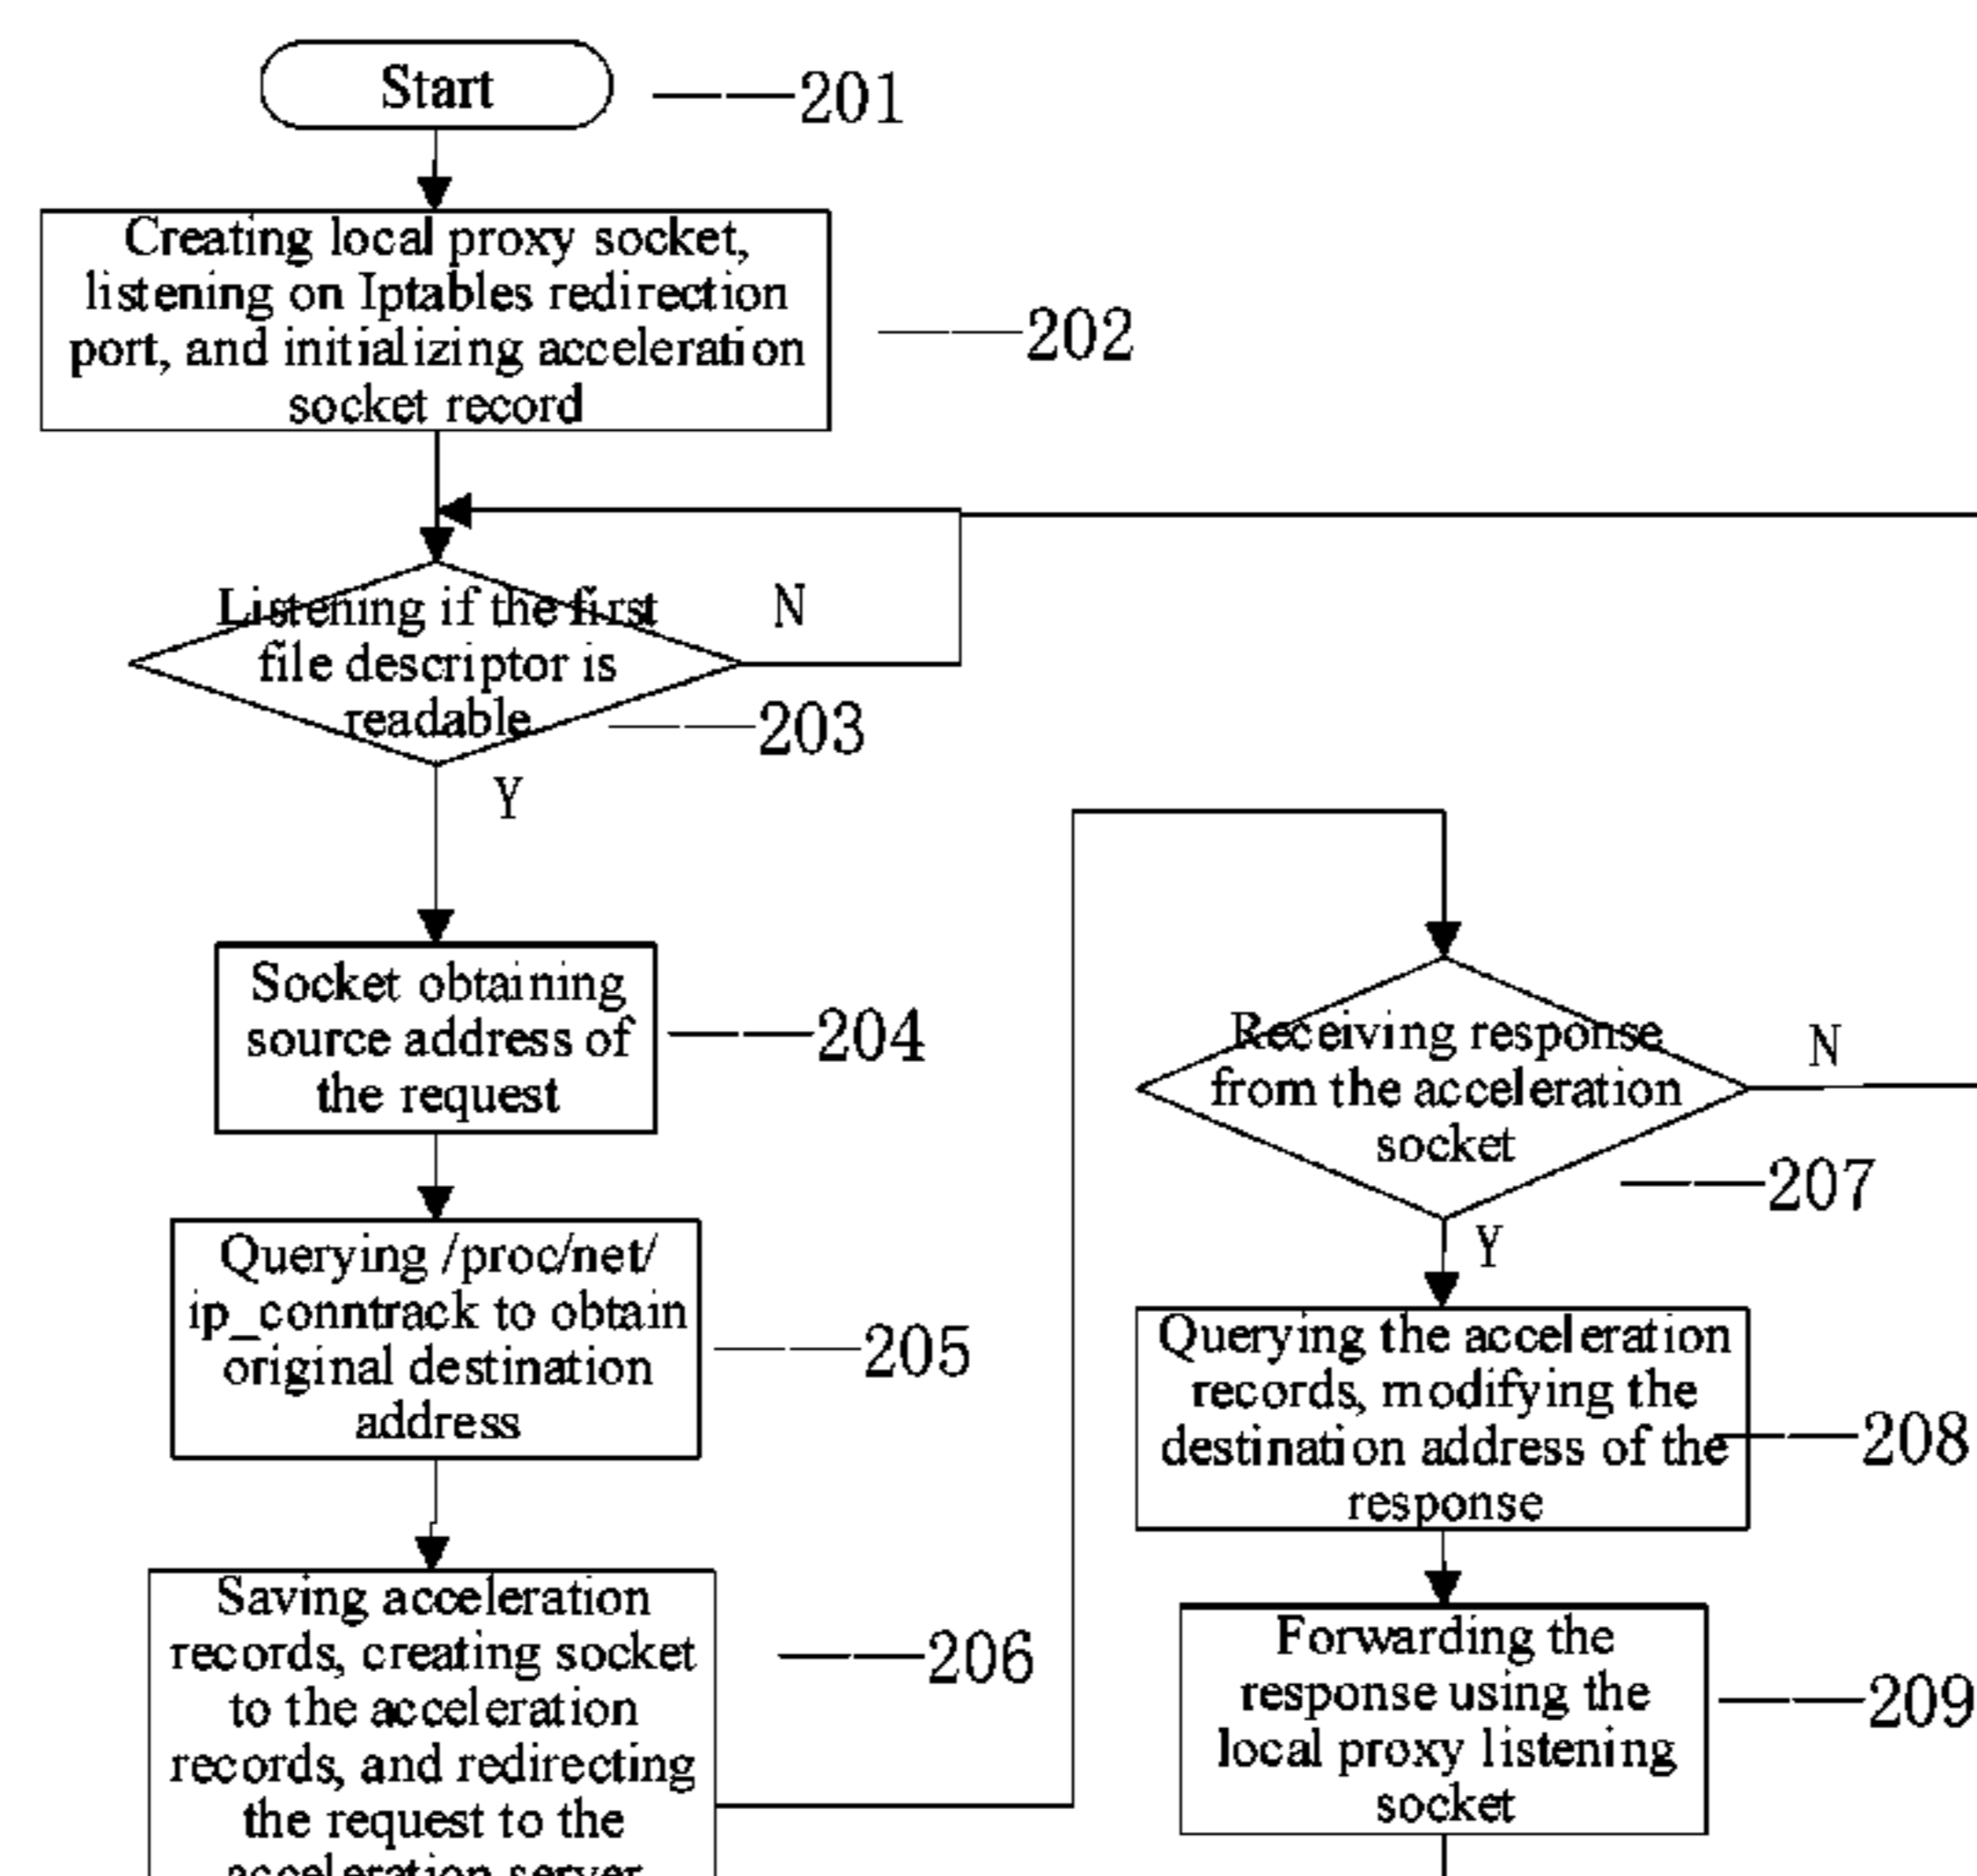 Start
201
Creating local proxy socket,
listening on Iptables redirection
port, and initializing acceleration
socket record
202
Listening if the first
file descriptor is
readable
N
203
Y
Socket obtaining
source address of
the request
204
Querying /proc/net/
ip_conntrack to obtain
original destination
address
205
Saving acceleration
records, creating socket
to the acceleration
records, and redirecting
the request to the
acceleration server
206
Receiving response
from the acceleration
socket
N
207
Y
Querying the acceleration
records, modifying the
destination address of the
response
208
Forwarding the
response using the
local proxy listening
socket
209